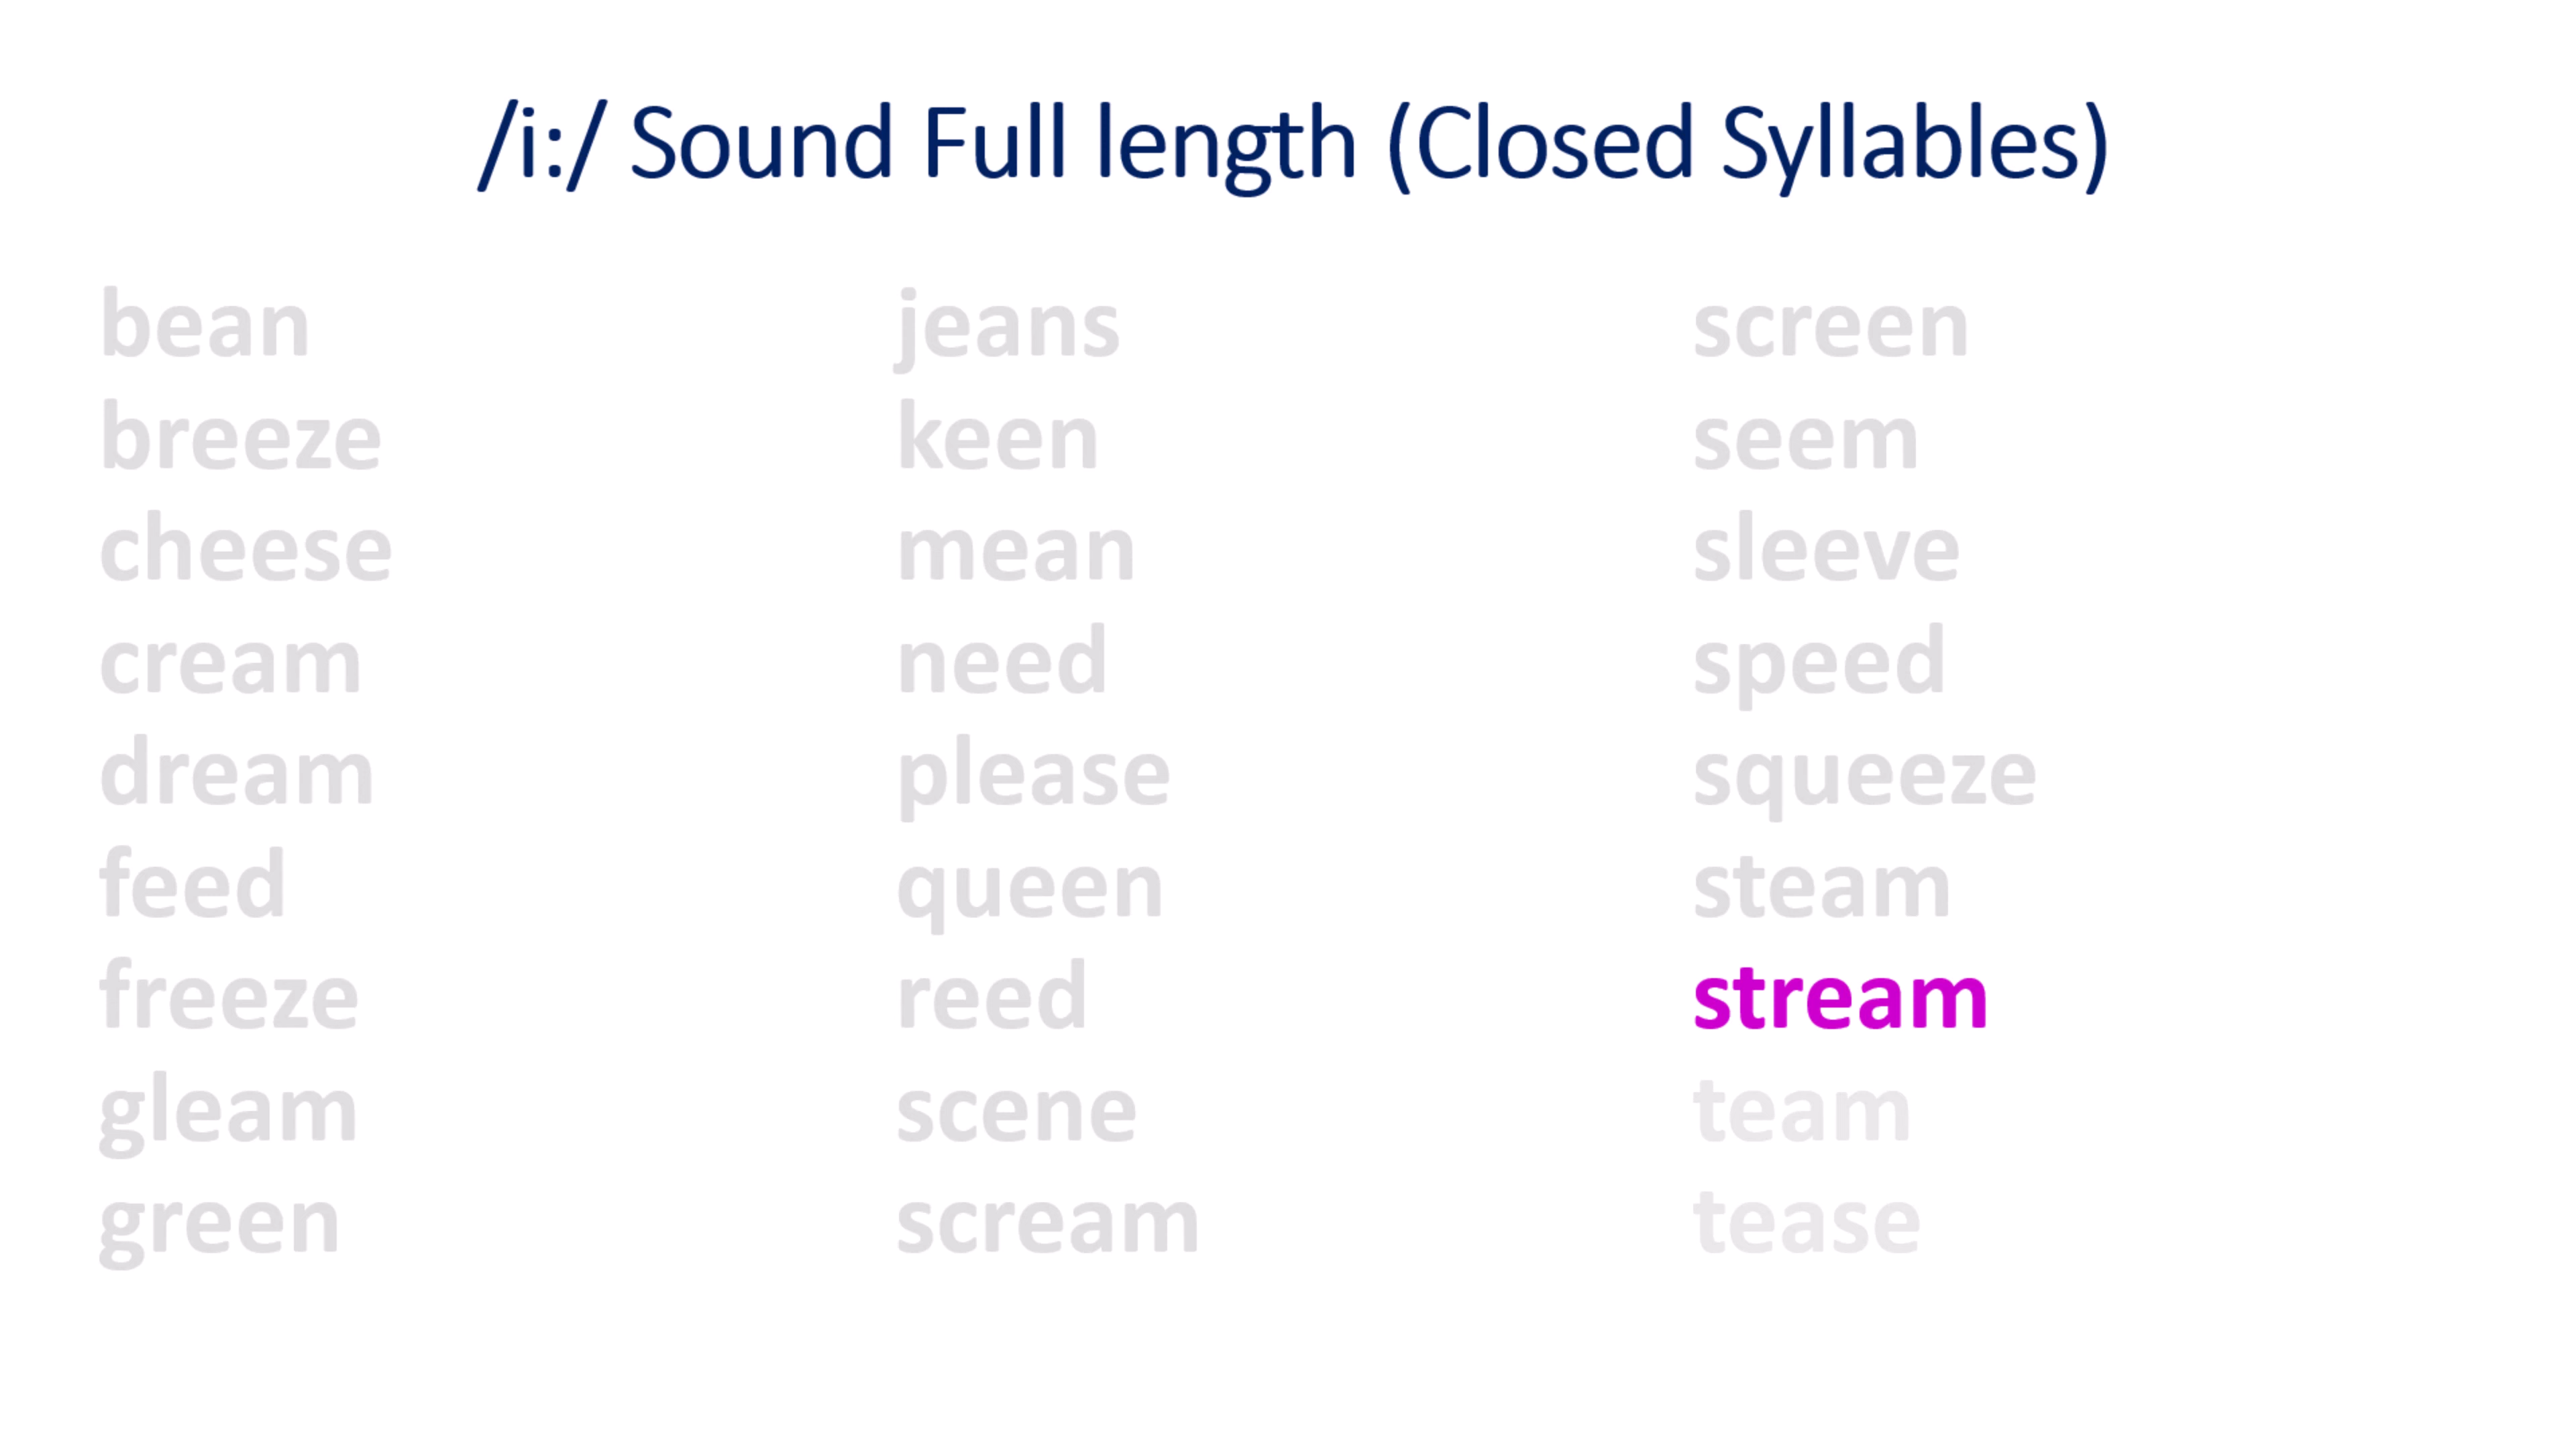 /i:/ Sound Full length (Closed Syllables)
bean
breeze
cheese
cream
dream
feed
freeze
gleam
green
jeans
keen
mean
need
please
queen
reed
scene
scream
screen
seem
sleeve
speed
squeeze
steam
stream
team
tease